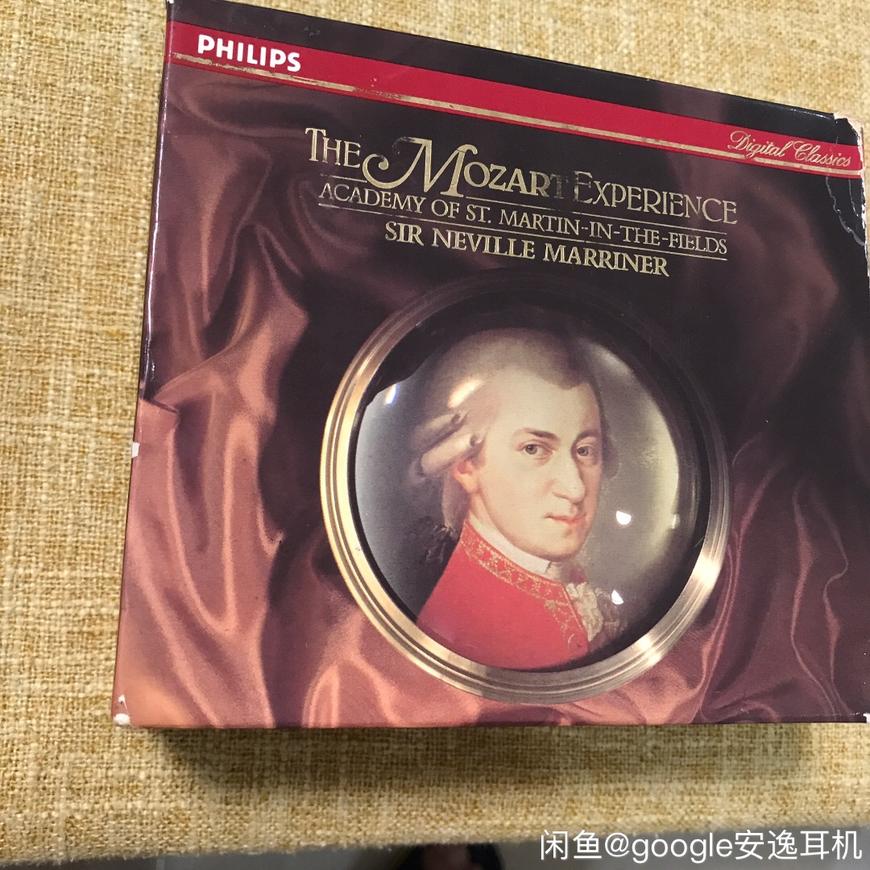 PHILIPS
Digital Classics
THE MOZART EXPERIENCE
ACADEMY OF ST. MARTIN-IN-THE-FIELDS
SIR NEVILLE MARRINER
闲鱼@google安逸耳机